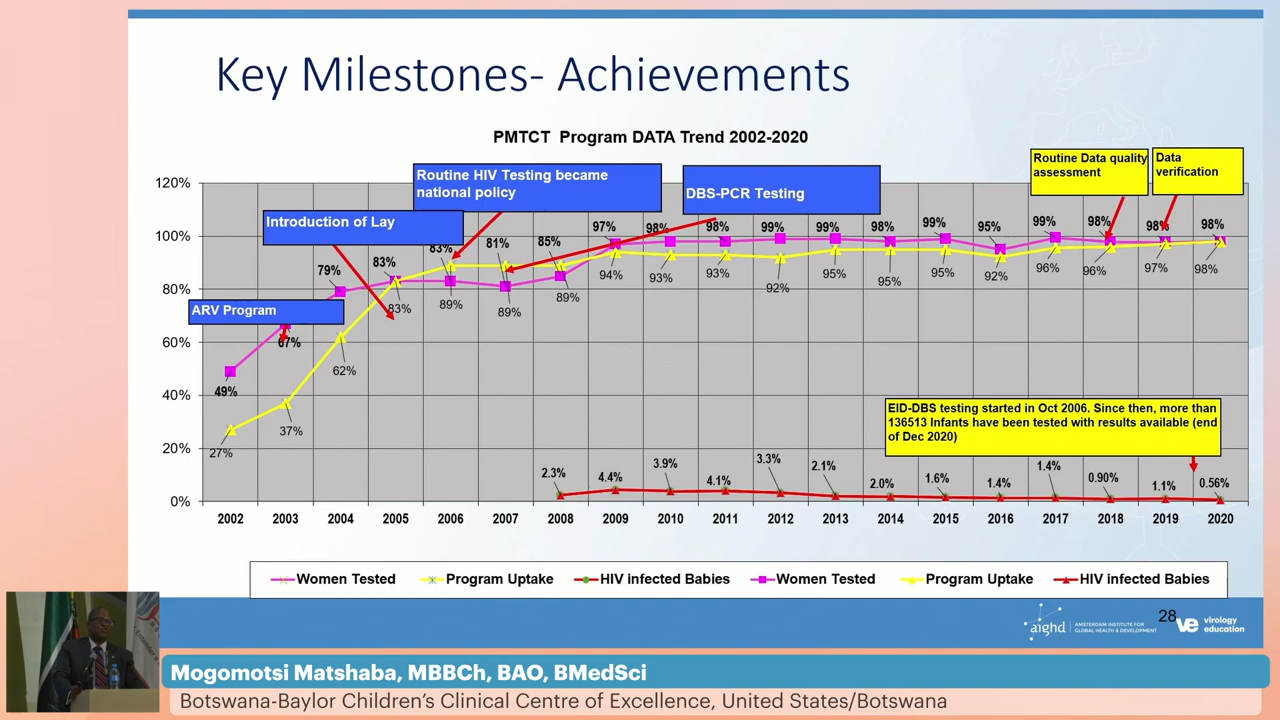 Key Milestones- Achievements
PMTCT Program DATA Trend 2002-2020
Routine HIV Testing became
national policy
DBS-PCR Testing
Routine Data quality
assessment
Data
verification
Introduction of Lay
ARV Program
120%
100%
80%
60%
40%
20%
0%
49%
67%
79%
83%
83%
81%
85%
97%
98%
98%
99%
99%
98%
99%
95%
99%
98%
98%
98%
27%
37%
62%
83%
89%
89%
89%
94%
93%
93%
92%
95%
95%
95%
92%
96%
96%
97%
98%
EID-DBS testing started in Oct 2006. Since then, more than
136513 Infants have been tested with results available (end
of Dec 2020)
2.3%
4.4%
3.9%
4.1%
3.3%
2.1%
2.0%
1.6%
1.4%
1.4%
0.90%
1.1%
0.56%
2002 2003 2004 2005 2006 2007 2008 2009 2010 2011 2012 2013 2014 2015 2016 2017 2018 2019 2020
Women Tested Program Uptake HIV infected Babies Women Tested Program Uptake HIV infected Babies
aighd
AMSTERDAM INSTITUTE FOR
GLOBAL HEALTH & DEVELOPMENT
28
ve virology
education
Mogomotsi Matshaba, MBBCh, BAO, BMedSci
Botswana-Baylor Children's Clinical Centre of Excellence, United States/Botswana